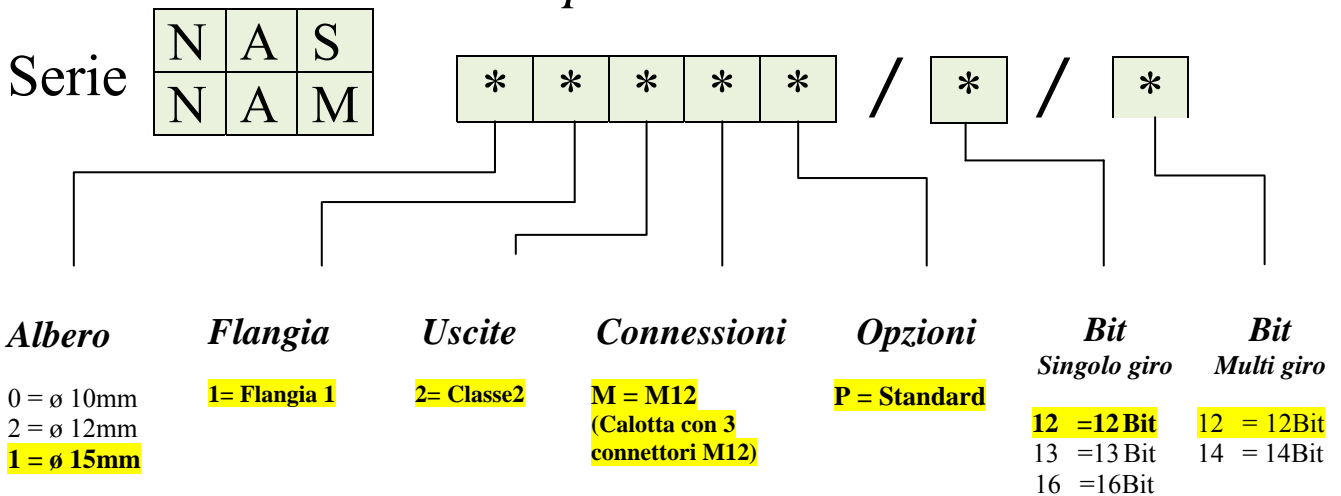 N A S
Serie
N A M
* * * * * / * / *
Albero Flangia Uscite Connessioni Opzioni Bit Bit
Singolo giro Multi giro
0 = ø 10mm
2 = ø 12mm
1 = ø 15mm
1= Flangia 1
2= Classe2
M = M12
(Calotta con 3
connettori M12)
P = Standard
12 =12 Bit
13 =13 Bit
16 =16Bit
12 = 12Bit
14 = 14Bit